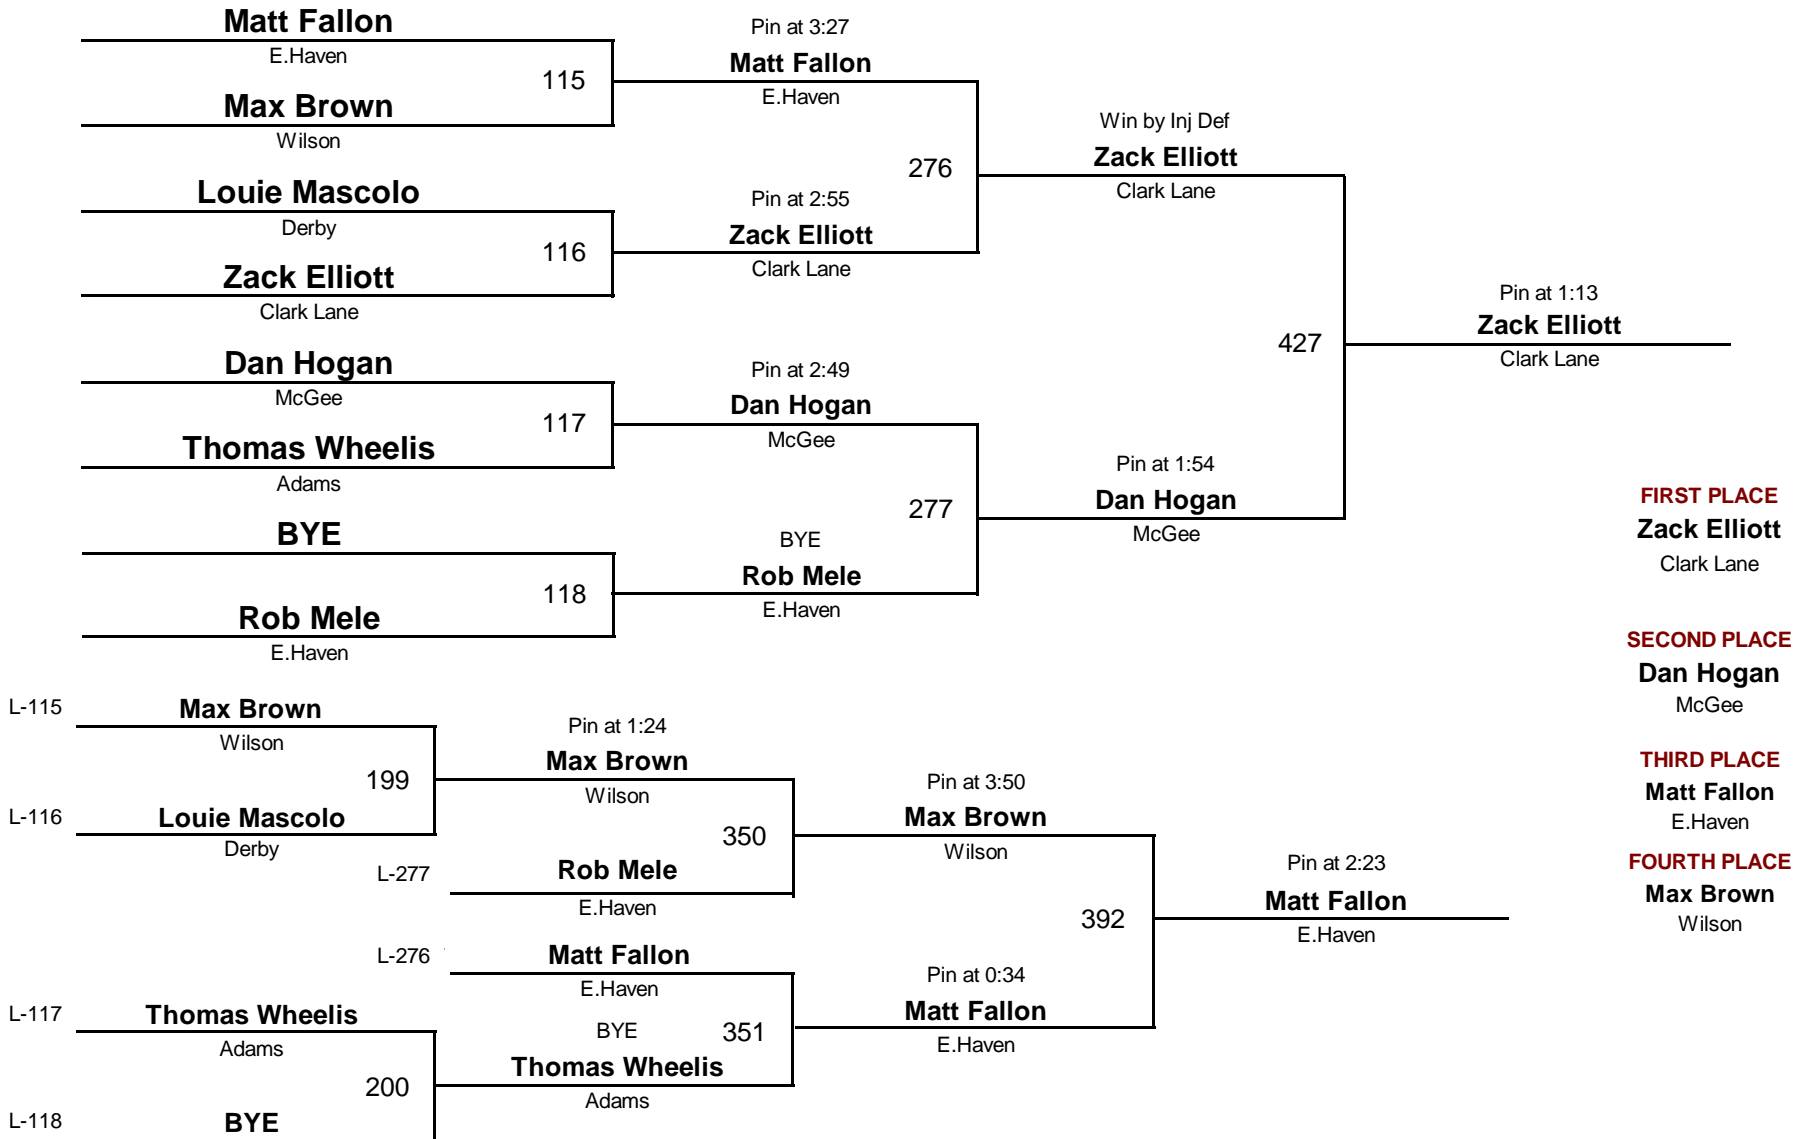 Matt Fallon
E.Haven
115
Max Brown
Wilson
Pin at 3:27
Matt Fallon
E.Haven
276
Louie Mascolo
Derby
116
Zack Elliott
Clark Lane
Pin at 2:55
Zack Elliott
Clark Lane
Win by Inj Def
Zack Elliott
Clark Lane
427
Dan Hogan
McGee
117
Thomas Wheelis
Adams
Pin at 2:49
Dan Hogan
McGee
277
BYE
118
Rob Mele
E.Haven
BYE
Rob Mele
E.Haven
Pin at 1:54
Dan Hogan
McGee
Pin at 1:13
Zack Elliott
Clark Lane
FIRST PLACE
Zack Elliott
Clark Lane
SECOND PLACE
Dan Hogan
McGee
THIRD PLACE
Matt Fallon
E.Haven
FOURTH PLACE
Max Brown
Wilson
L-115
Max Brown
Wilson
199
L-116
Louie Mascolo
Derby
Pin at 1:24
Max Brown
Wilson
350
L-277
Rob Mele
E.Haven
Pin at 3:50
Max Brown
Wilson
392
L-276
Matt Fallon
E.Haven
351
L-117
Thomas Wheelis
Adams
200
L-118
BYE
BYE
Thomas Wheelis
Adams
Pin at 0:34
Matt Fallon
E.Haven
Pin at 2:23
Matt Fallon
E.Haven